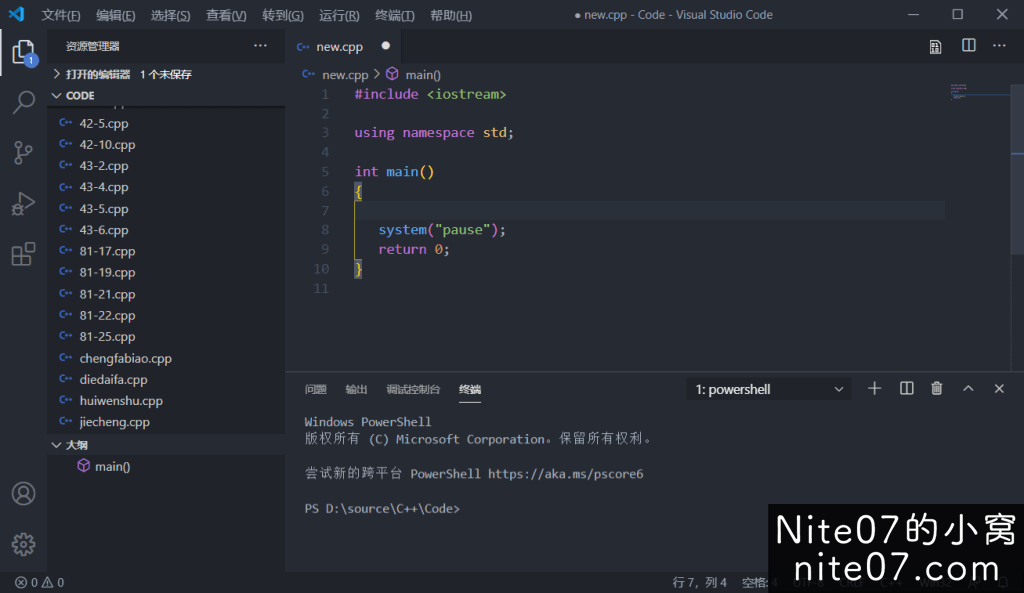 文件(F) 编辑(E) 选择(S) 查看(V) 转到(G) 运行(R) 终端(T) 帮助(H) ● new.cpp - Code - Visual Studio Code
资源管理器
打开的编辑器 1 个未保存
CODE
42-5.cpp
42-10.cpp
43-2.cpp
43-4.cpp
43-5.cpp
43-6.cpp
81-17.cpp
81-19.cpp
81-21.cpp
81-22.cpp
81-25.cpp
chengfabiao.cpp
diedaifa.cpp
huiwenshu.cpp
jiecheng.cpp
大纲
main()
1
new.cpp ●
new.cpp > main()
1 #include <iostream>
2
3 using namespace std;
4
5 int main()
6 {
7
8 system("pause");
9 return 0;
10 }
11
问题 输出 调试控制台 终端 1: powershell
Windows PowerShell
版权所有 (C) Microsoft Corporation。保留所有权利。
尝试新的跨平台 PowerShell https://aka.ms/pscore6
PS D:\source\C++\Code>
0 0 行 7，列 4 空格: 4
Nite07的小窝
nite07.com